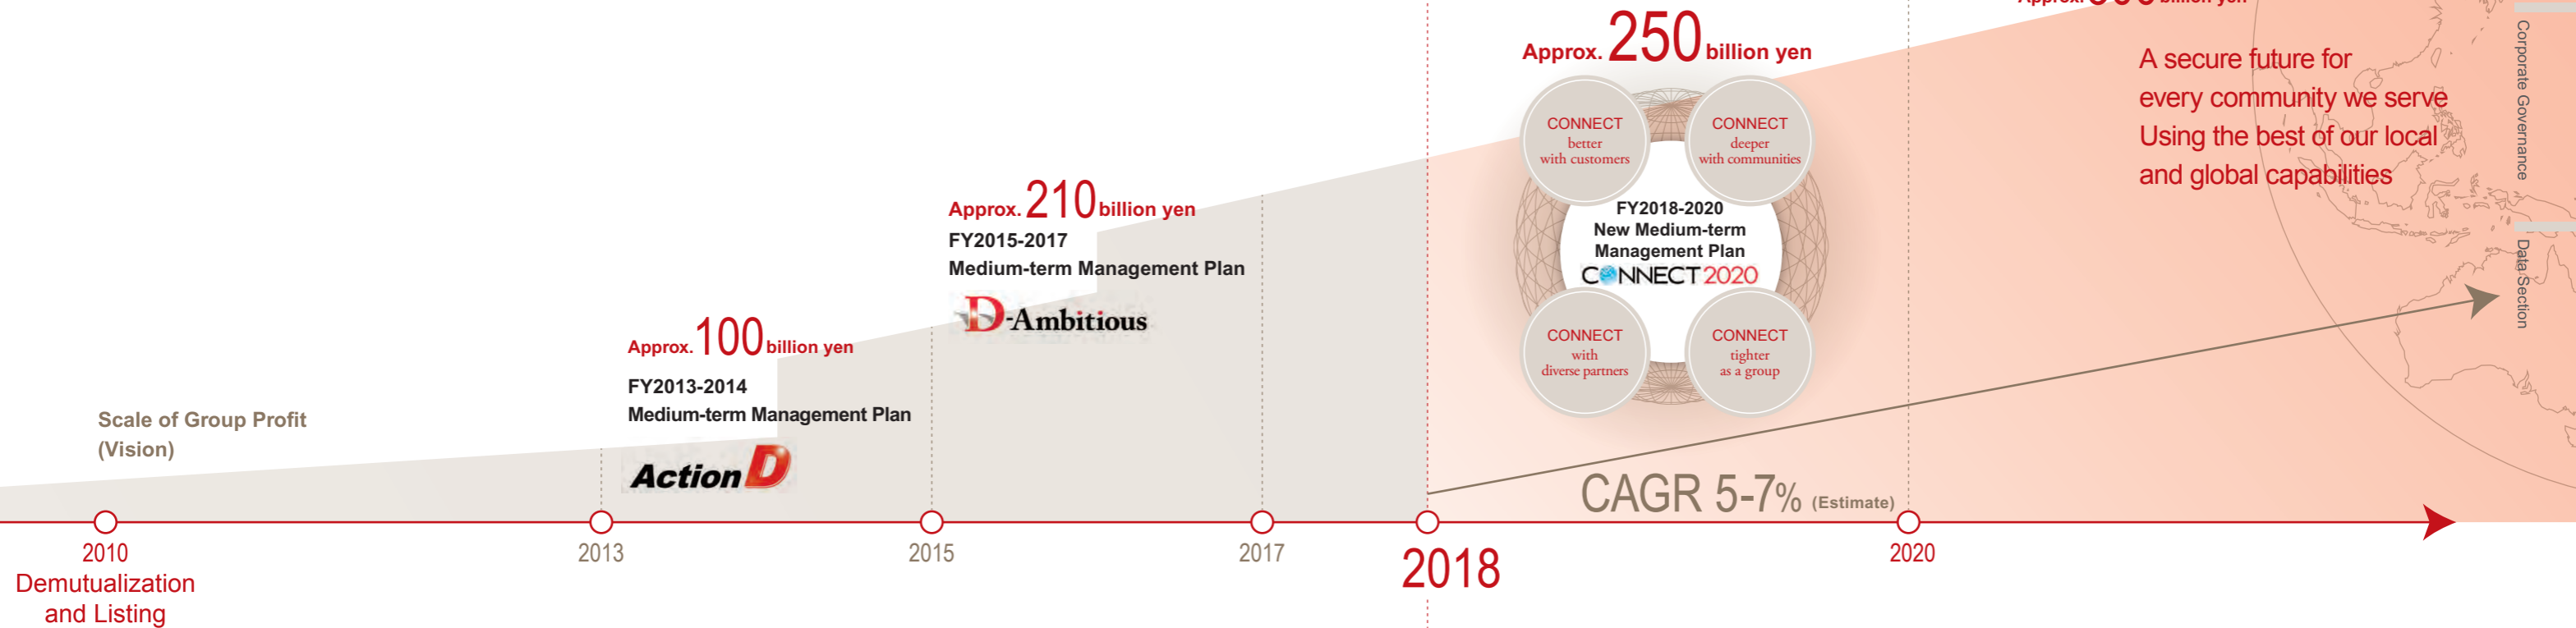 Approx. billion yen
A secure future for
every community we serve
Using the best of our local
and global capabilities
Corporate Governance
Data Section
Approx. 250 billion yen
CONNECT
better
with customers
CONNECT
deeper
with communities
FY2018-2020
New Medium-term
Management Plan
CONNECT 2020
CONNECT
with
diverse partners
CONNECT
tighter
as a group
Approx. 210 billion yen
FY2015-2017
Medium-term Management Plan
D-Ambitious
Approx. 100 billion yen
FY2013-2014
Medium-term Management Plan
Action D
Scale of Group Profit
(Vision)
CAGR 5-7% (Estimate)
2010
Demutualization
and Listing
2013
2015
2017
2018
2020